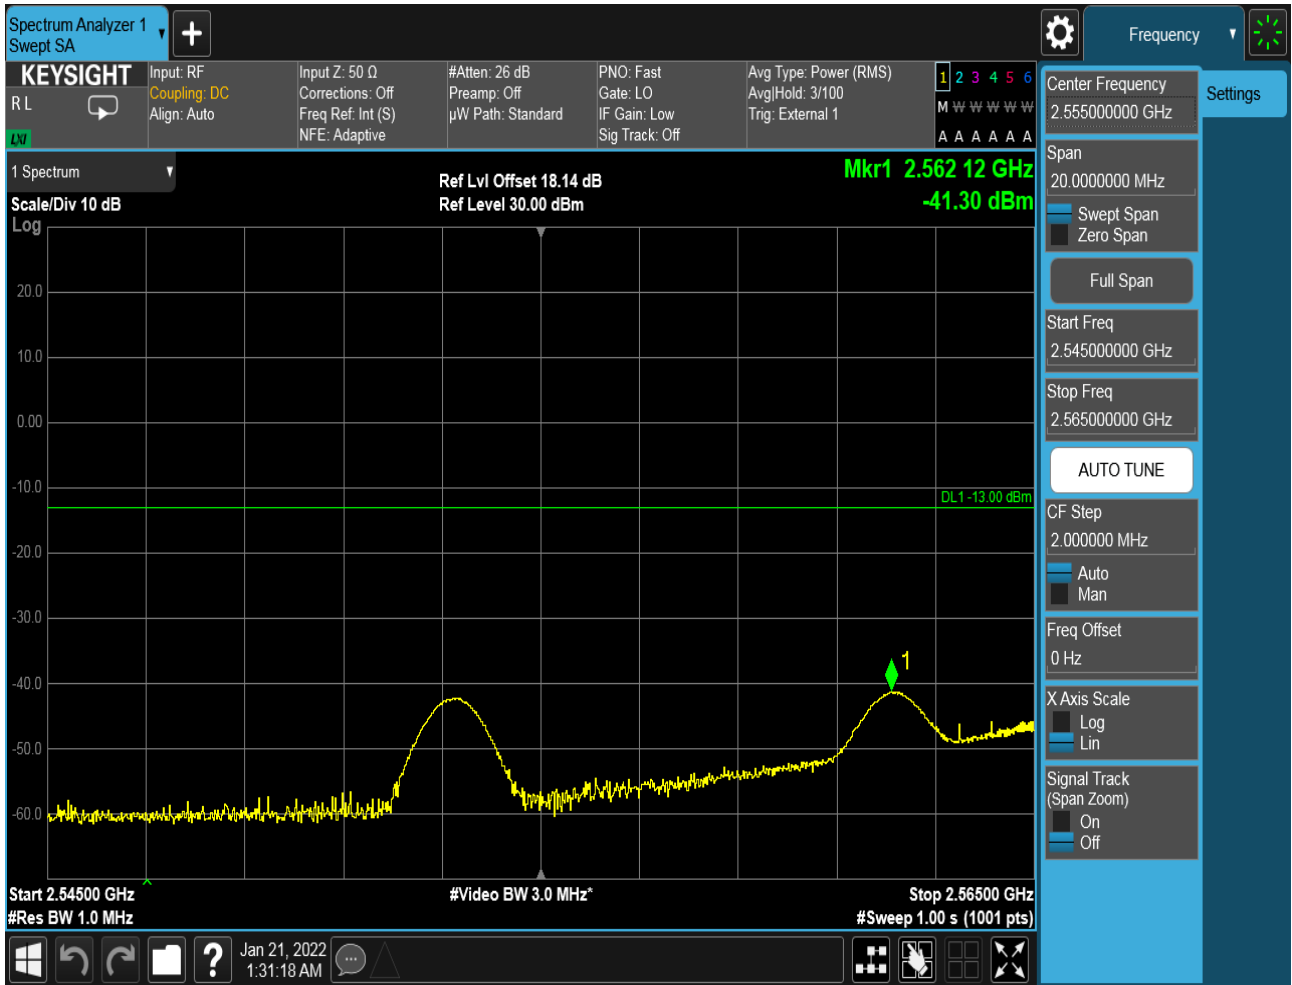 Spectrum Analyzer 1
Swept SA
Frequency
KEYSIGHT
R L
LXI
Input: RF
Coupling: DC
Align: Auto
Input Z: 50 Ω
Corrections: Off
Freq Ref: Int (S)
NFE: Adaptive
#Atten: 26 dB
Preamp: Off
µW Path: Standard
PNO: Fast
Gate: LO
IF Gain: Low
Sig Track: Off
Avg Type: Power (RMS)
Avg|Hold: 3/100
Trig: External 1
1 2 3 4 5 6
M W W W W W
A A A A A A
1 Spectrum
Scale/Div 10 dB
Log
Ref Lvl Offset 18.14 dB
Ref Level 30.00 dBm
Mkr1 2.562 12 GHz
-41.30 dBm
20.0
10.0
0.00
-10.0
-20.0
-30.0
-40.0
-50.0
-60.0
DL1 -13.00 dBm
1
Start 2.54500 GHz
#Res BW 1.0 MHz
#Video BW 3.0 MHz*
Stop 2.56500 GHz
#Sweep 1.00 s (1001 pts)
Jan 21, 2022
1:31:18 AM
?
Center Frequency
2.555000000 GHz
Settings
Span
20.0000000 MHz
Swept Span
Zero Span
Full Span
Start Freq
2.545000000 GHz
Stop Freq
2.565000000 GHz
AUTO TUNE
CF Step
2.000000 MHz
Auto
Man
Freq Offset
0 Hz
X Axis Scale
Log
Lin
Signal Track
(Span Zoom)
On
Off